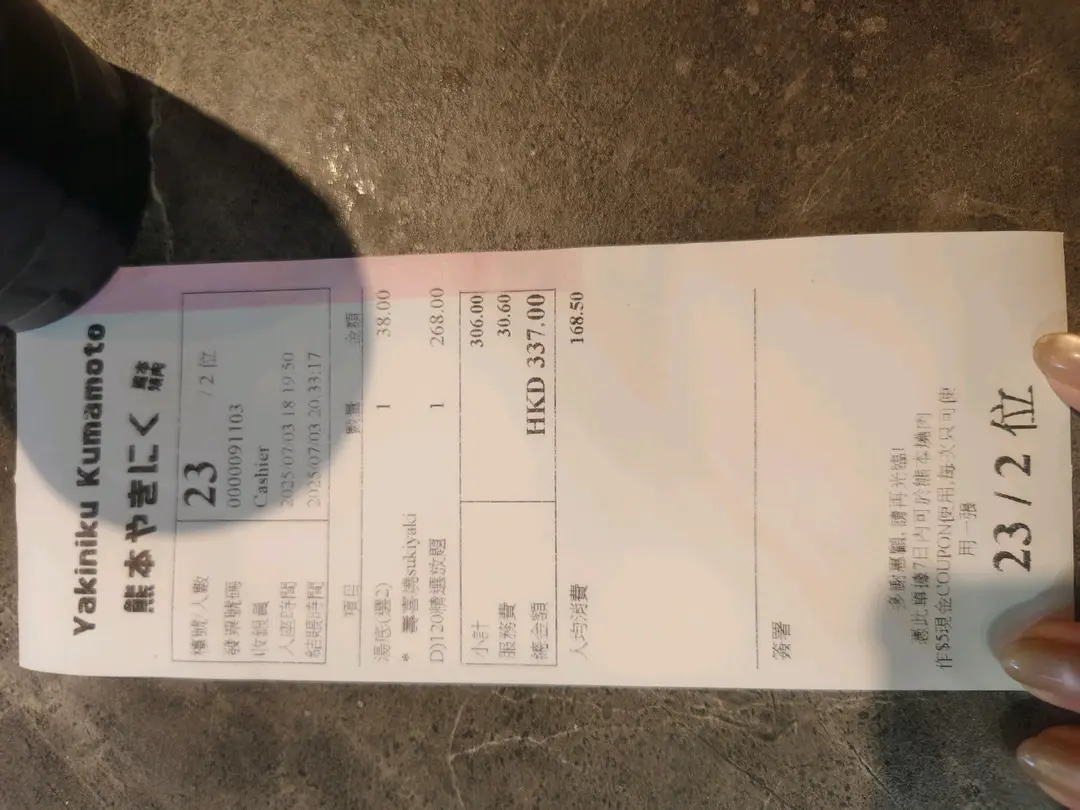 Yakiniku Kumamoto
熊本やきにく 熊本燒肉
檯號/人數 23 / 2 位
發票號碼 0000091103
收銀員 Cashier
入座時間 2025/07/03 18:19:50
結賬時間 2025/07/03 20:33:17
項目 數量 金額
湯底(選2) 1 38.00
* 壽喜燒sukiyaki
D)120精選放題 1 268.00
小計 306.00
服務費 30.60
總金額 HKD 337.00
人均消費 168.50
簽署
多謝惠顧, 請再光臨!
憑此單據7日內可於熊本燒肉
作$5現金COUPON使用,每次只可使
用一張
23 / 2 位